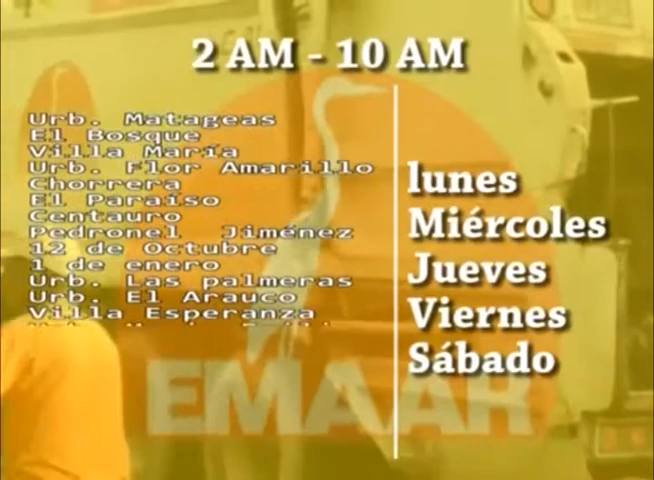 2 AM - 10 AM
Urb. Matageas
El Bosque
Villa María
Urb. Flor Amarillo
Chorrera
El Paraíso
Centauro
Pedronel Jiménez
12 de Octubre
1 de enero
Urb. Las palmeras
Urb. El Arauco
Villa Esperanza
lunes
Miércoles
Jueves
Viernes
Sábado
EMAAR